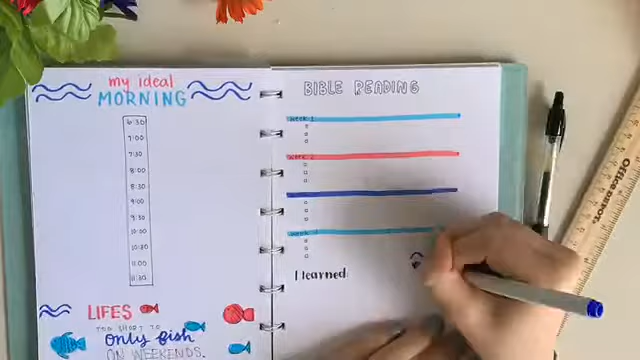 my ideal
MORNING
6:30
7:00
7:30
8:00
8:30
9:00
9:30
10:00
10:30
11:00
11:30
LIFES
TOO SHORT TO
only fish
ON WEEKENDS.
BIBLE READING
week 1
week 2
week 4
I learned:
Office DEPOT